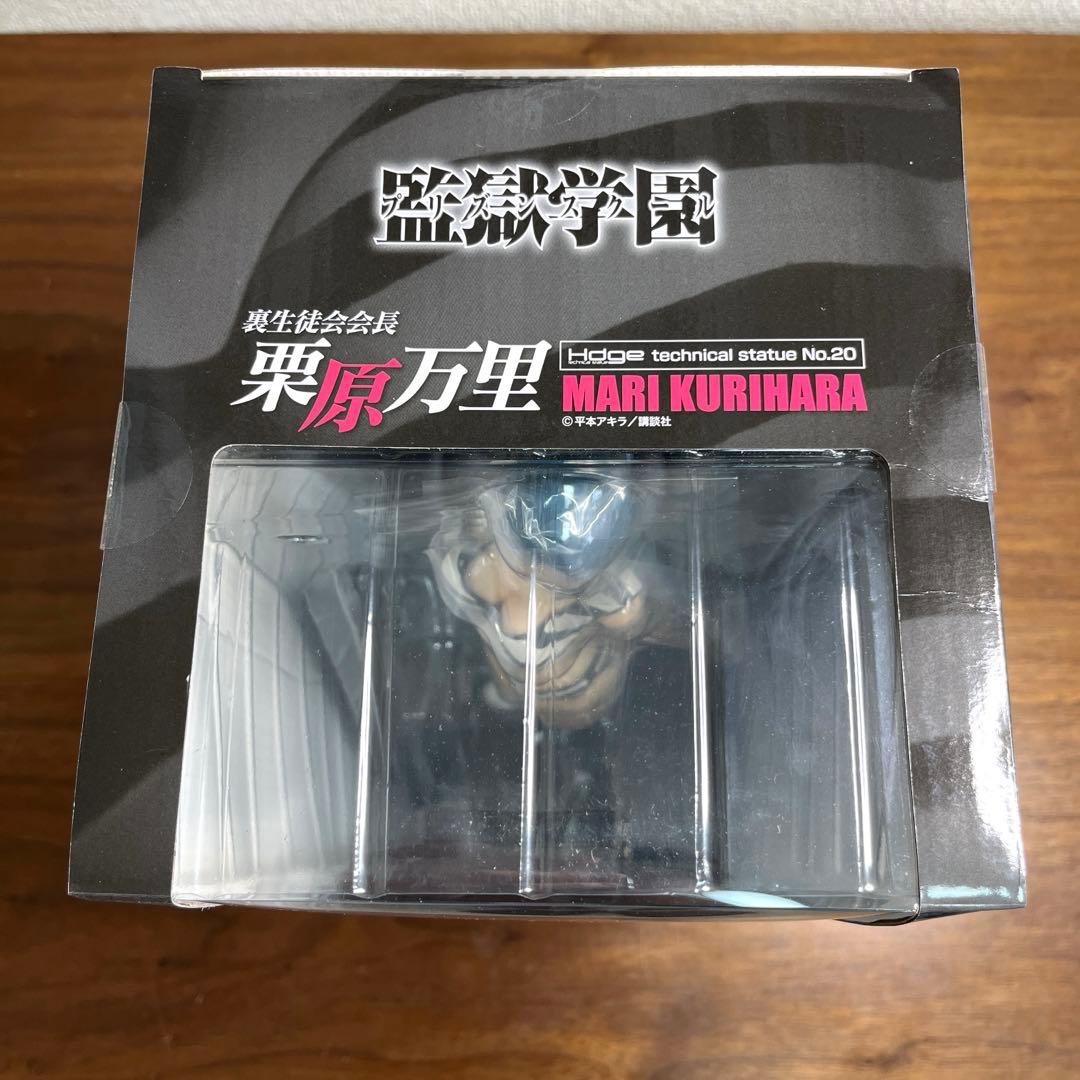 監獄学園
プリズンスクール
裏生徒会会長
栗原万里
Hdge technical statue No.20
MARI KURIHARA
©平本アキラ/講談社